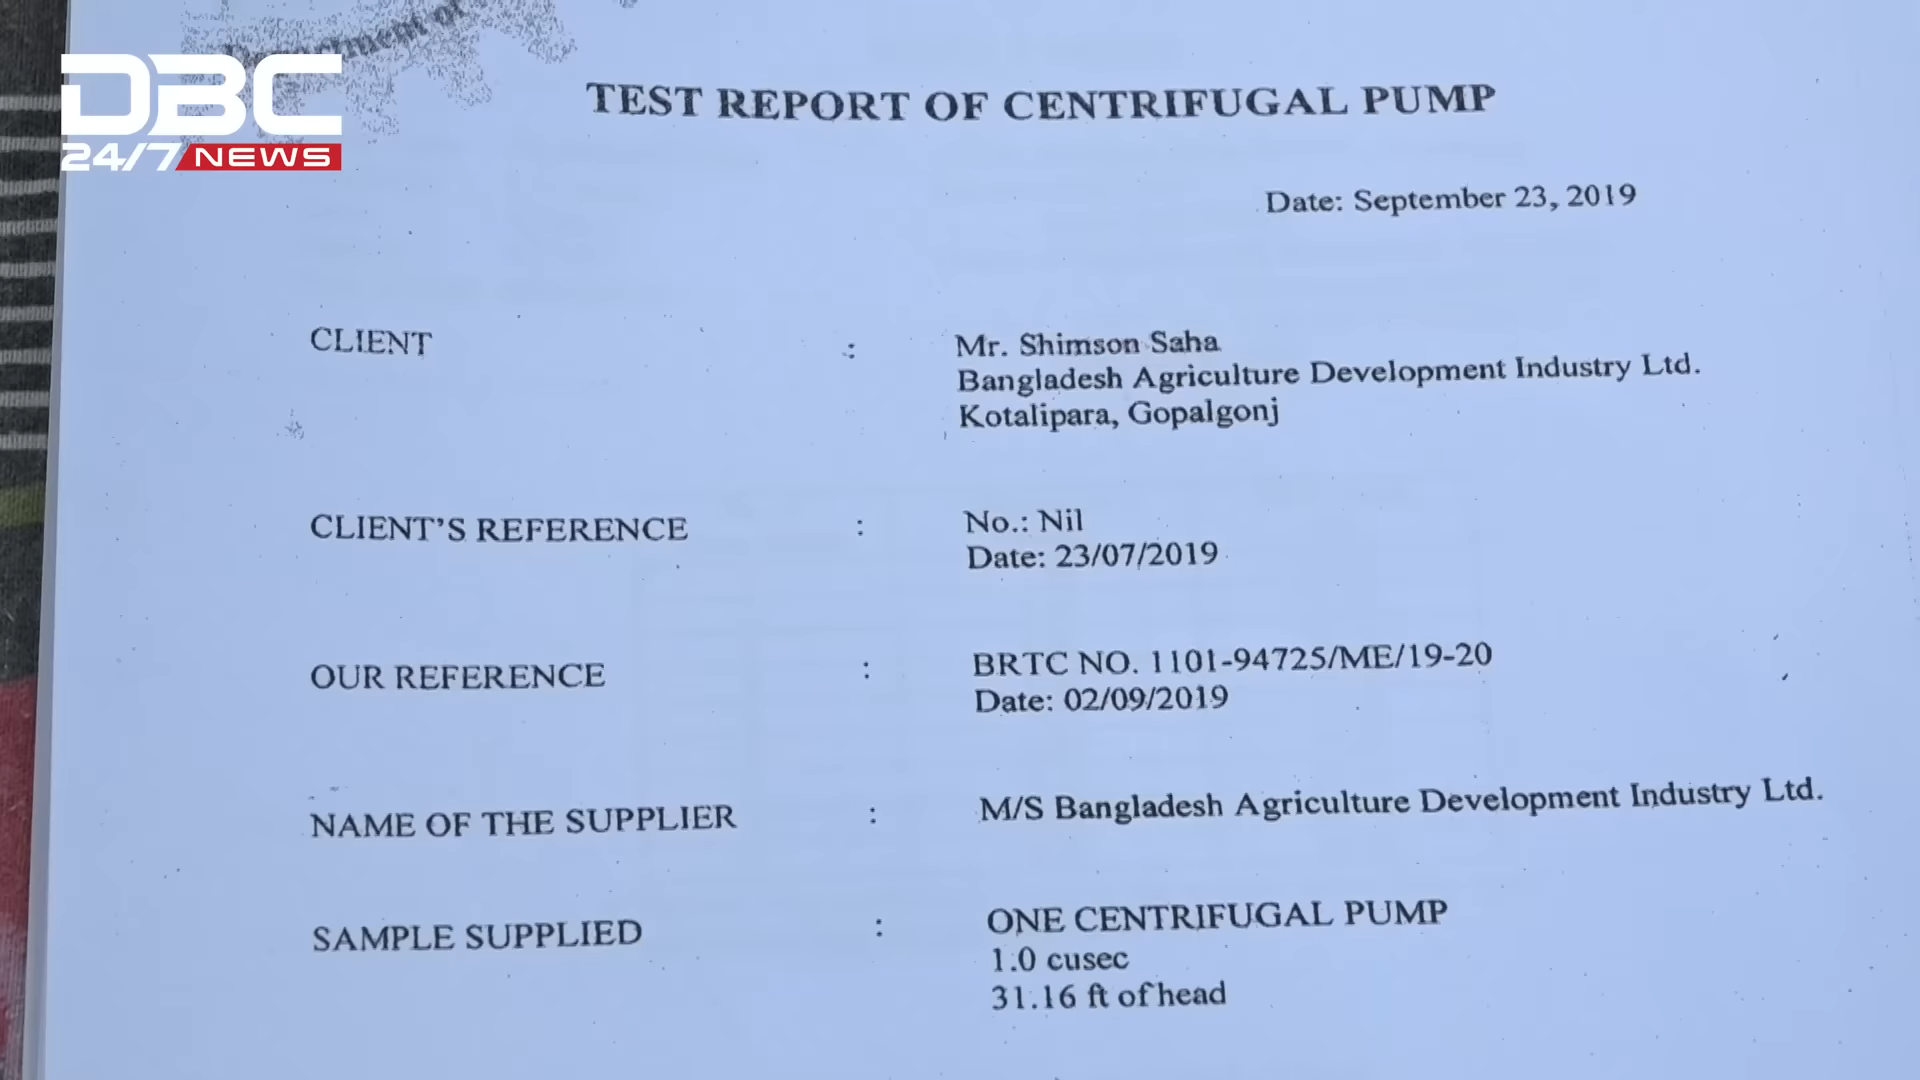 Department of
DBC
24/7 NEWS
TEST REPORT OF CENTRIFUGAL PUMP
Date: September 23, 2019
CLIENT : Mr. Shimson Saha
Bangladesh Agriculture Development Industry Ltd.
Kotalipara, Gopalgonj
CLIENT'S REFERENCE : No.: Nil
Date: 23/07/2019
OUR REFERENCE : BRTC NO. 1101-94725/ME/19-20
Date: 02/09/2019
NAME OF THE SUPPLIER : M/S Bangladesh Agriculture Development Industry Ltd.
SAMPLE SUPPLIED : ONE CENTRIFUGAL PUMP
1.0 cusec
31.16 ft of head